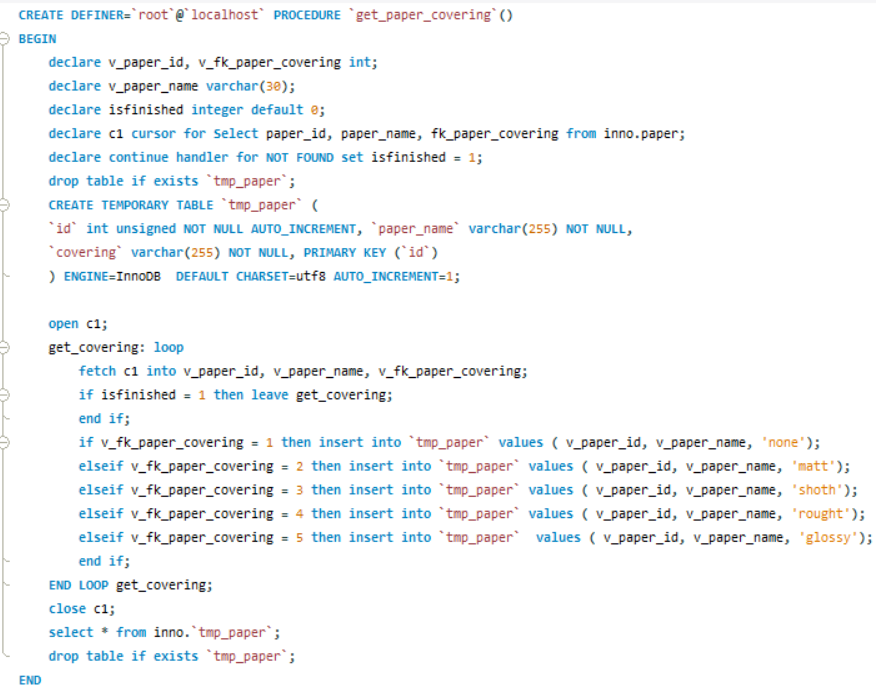 CREATE DEFINER=`root`@`localhost` PROCEDURE `get_paper_covering`()
BEGIN
    declare v_paper_id, v_fk_paper_covering int;
    declare v_paper_name varchar(30);
    declare isfinished integer default 0;
    declare c1 cursor for Select paper_id, paper_name, fk_paper_covering from inno.paper;
    declare continue handler for NOT FOUND set isfinished = 1;
    drop table if exists `tmp_paper`;
    CREATE TEMPORARY TABLE `tmp_paper` (
    `id` int unsigned NOT NULL AUTO_INCREMENT, `paper_name` varchar(255) NOT NULL,
    `covering` varchar(255) NOT NULL, PRIMARY KEY (`id`)
    ) ENGINE=InnoDB  DEFAULT CHARSET=utf8 AUTO_INCREMENT=1;

    open c1;
    get_covering: loop
        fetch c1 into v_paper_id, v_paper_name, v_fk_paper_covering;
        if isfinished = 1 then leave get_covering;
        end if;
        if v_fk_paper_covering = 1 then insert into `tmp_paper` values ( v_paper_id, v_paper_name, 'none');
        elseif v_fk_paper_covering = 2 then insert into `tmp_paper` values ( v_paper_id, v_paper_name, 'matt');
        elseif v_fk_paper_covering = 3 then insert into `tmp_paper` values ( v_paper_id, v_paper_name, 'shoth');
        elseif v_fk_paper_covering = 4 then insert into `tmp_paper` values ( v_paper_id, v_paper_name, 'rought');
        elseif v_fk_paper_covering = 5 then insert into `tmp_paper`  values ( v_paper_id, v_paper_name, 'glossy');
        end if;
    END LOOP get_covering;
    close c1;
    select * from inno.`tmp_paper`;
    drop table if exists `tmp_paper`;
END